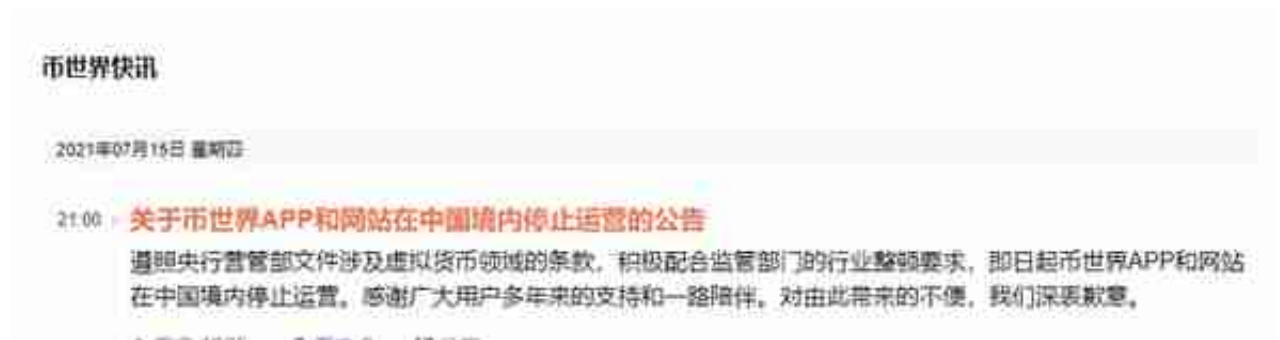 币世界快讯
2021年07月15日 星期四
21:00 关于币世界APP和网站在中国境内停止运营的公告
遵照央行营管部文件涉及虚拟货币领域的条款，积极配合监管部门的行业整顿要求，即日起币世界APP和网站
在中国境内停止运营。感谢广大用户多年来的支持和一路陪伴。对由此带来的不便，我们深表歉意。